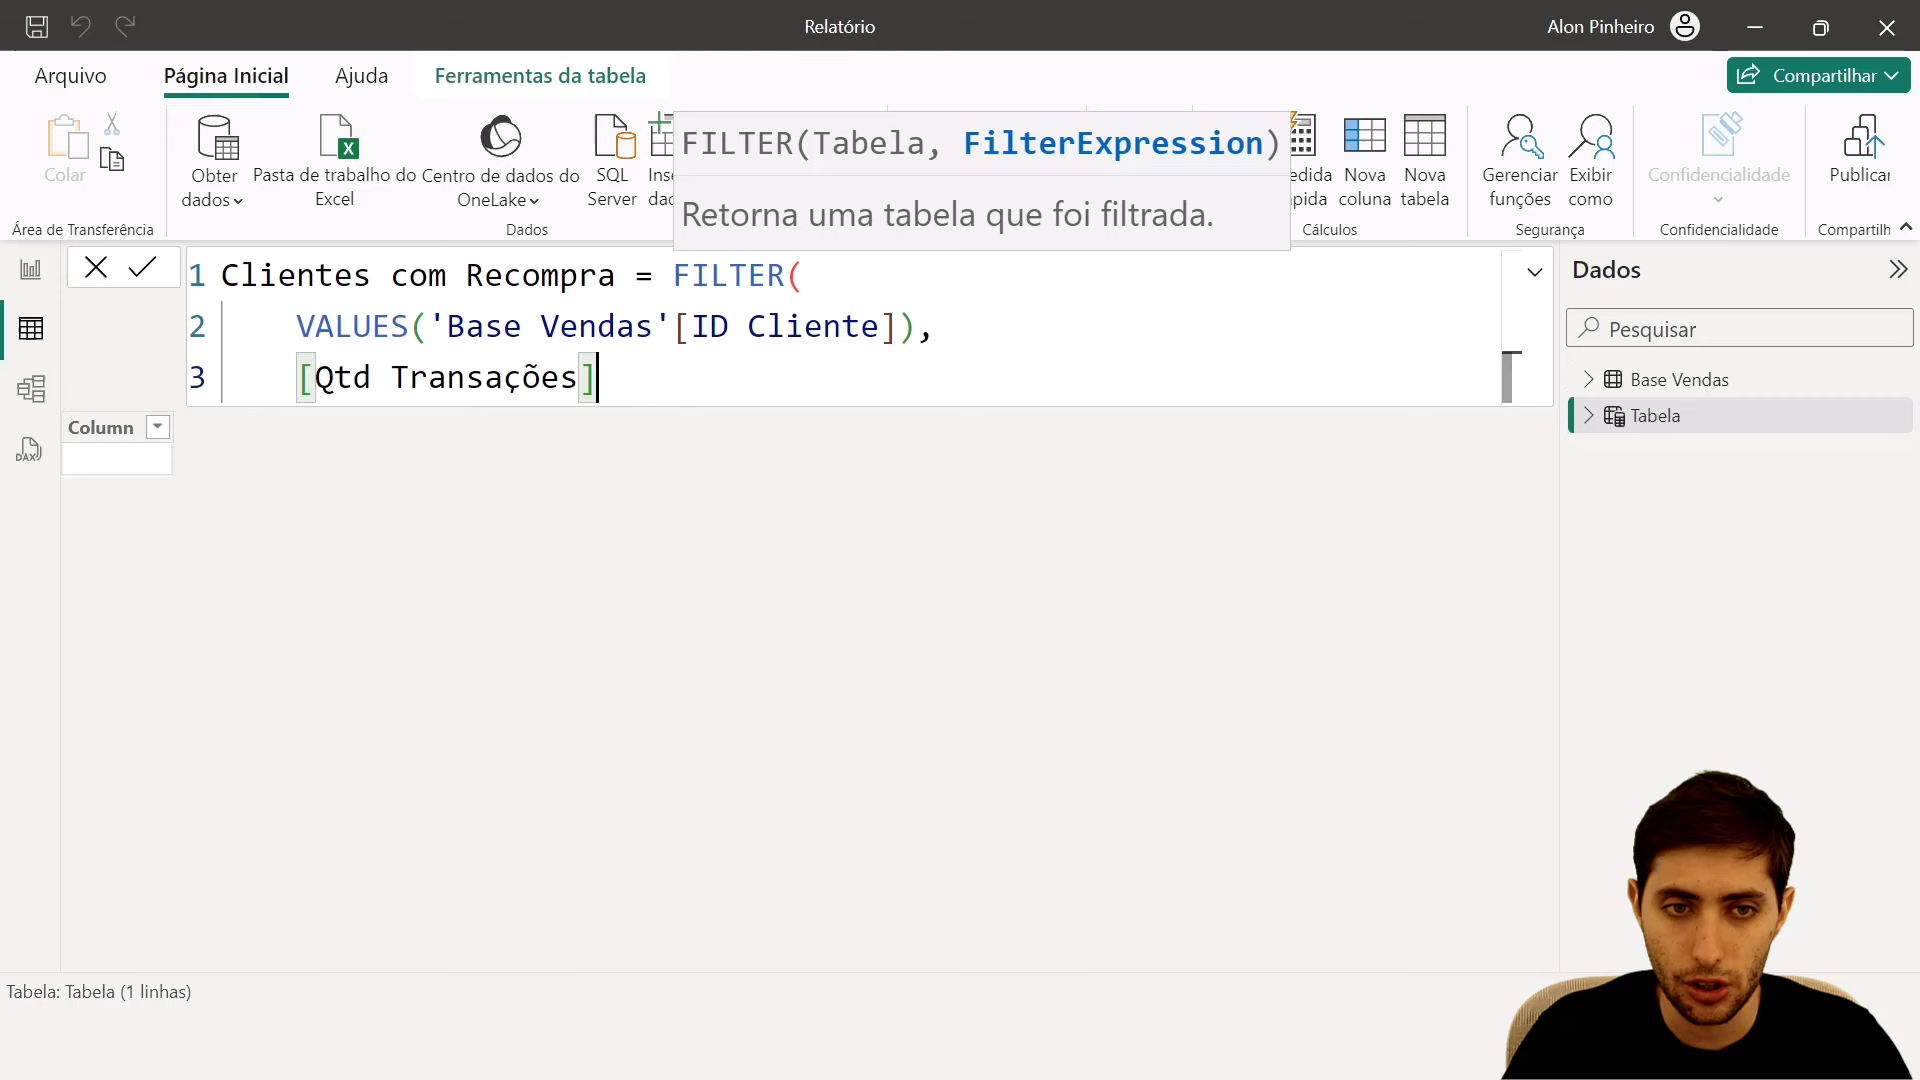 Relatório
Alon Pinheiro
Arquivo
Página Inicial
Ajuda
Ferramentas da tabela
Compartilhar
Colar
Área de Transferência
Obter dados
Pasta de trabalho do Excel
Centro de dados do OneLake
SQL Server
Dados
FILTER(Tabela, FilterExpression)
Retorna uma tabela que foi filtrada.
Nova coluna
Nova tabela
Cálculos
Gerenciar funções
Exibir como
Segurança
Confidencialidade
Confidencialidade
Publicar
Compartilh
1 Clientes com Recompra = FILTER(
2 VALUES('Base Vendas'[ID Cliente]),
3 [Qtd Transações]
Column
DAX
Dados
Pesquisar
Base Vendas
Tabela
Tabela: Tabela (1 linhas)